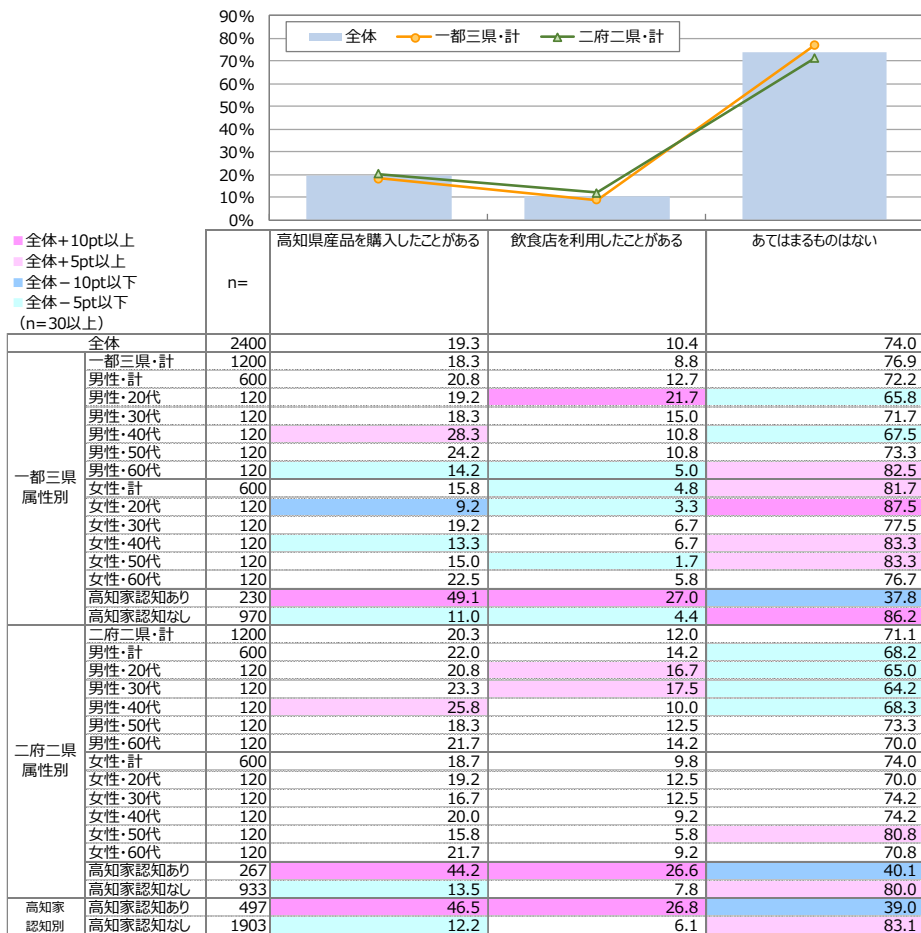 90%
80%
70%
60%
50%
40%
30%
20%
10%
0%
全体 一都三県・計 二府二県・計
■全体+10pt以上
■全体+5pt以上
■全体-10pt以下
■全体-5pt以下
(n=30以上)
n= 高知県産品を購入したことがある 飲食店を利用したことがある あてはまるものはない
全体 2400 19.3 10.4 74.0
一都三県
属性別
一都三県・計 1200 18.3 8.8 76.9
男性・計 600 20.8 12.7 72.2
男性・20代 120 19.2 21.7 65.8
男性・30代 120 18.3 15.0 71.7
男性・40代 120 28.3 10.8 67.5
男性・50代 120 24.2 10.8 73.3
男性・60代 120 14.2 5.0 82.5
女性・計 600 15.8 4.8 81.7
女性・20代 120 9.2 3.3 87.5
女性・30代 120 19.2 6.7 77.5
女性・40代 120 13.3 6.7 83.3
女性・50代 120 15.0 1.7 83.3
女性・60代 120 22.5 5.8 76.7
高知家認知あり 230 49.1 27.0 37.8
高知家認知なし 970 11.0 4.4 86.2
二府二県
属性別
二府二県・計 1200 20.3 12.0 71.1
男性・計 600 22.0 14.2 68.2
男性・20代 120 20.8 16.7 65.0
男性・30代 120 23.3 17.5 64.2
男性・40代 120 25.8 10.0 68.3
男性・50代 120 18.3 12.5 73.3
男性・60代 120 21.7 14.2 70.0
女性・計 600 18.7 9.8 74.0
女性・20代 120 19.2 12.5 70.0
女性・30代 120 16.7 12.5 74.2
女性・40代 120 20.0 9.2 74.2
女性・50代 120 15.8 5.8 80.8
女性・60代 120 21.7 9.2 70.8
高知家認知あり 267 44.2 26.6 40.1
高知家認知なし 933 13.5 7.8 80.0
高知家
認知別
高知家認知あり 497 46.5 26.8 39.0
高知家認知なし 1903 12.2 6.1 83.1